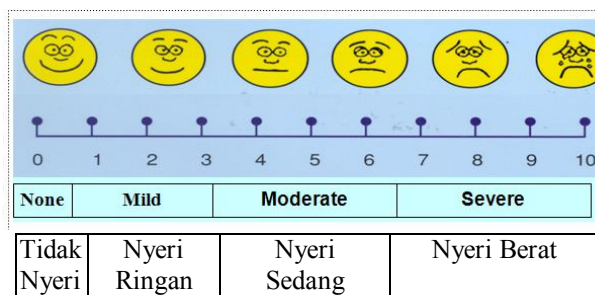 0 1 2 3 4 5 6 7 8 9 10
None Mild Moderate Severe
Tidak Nyeri Nyeri Nyeri Berat
Nyeri Ringan Sedang